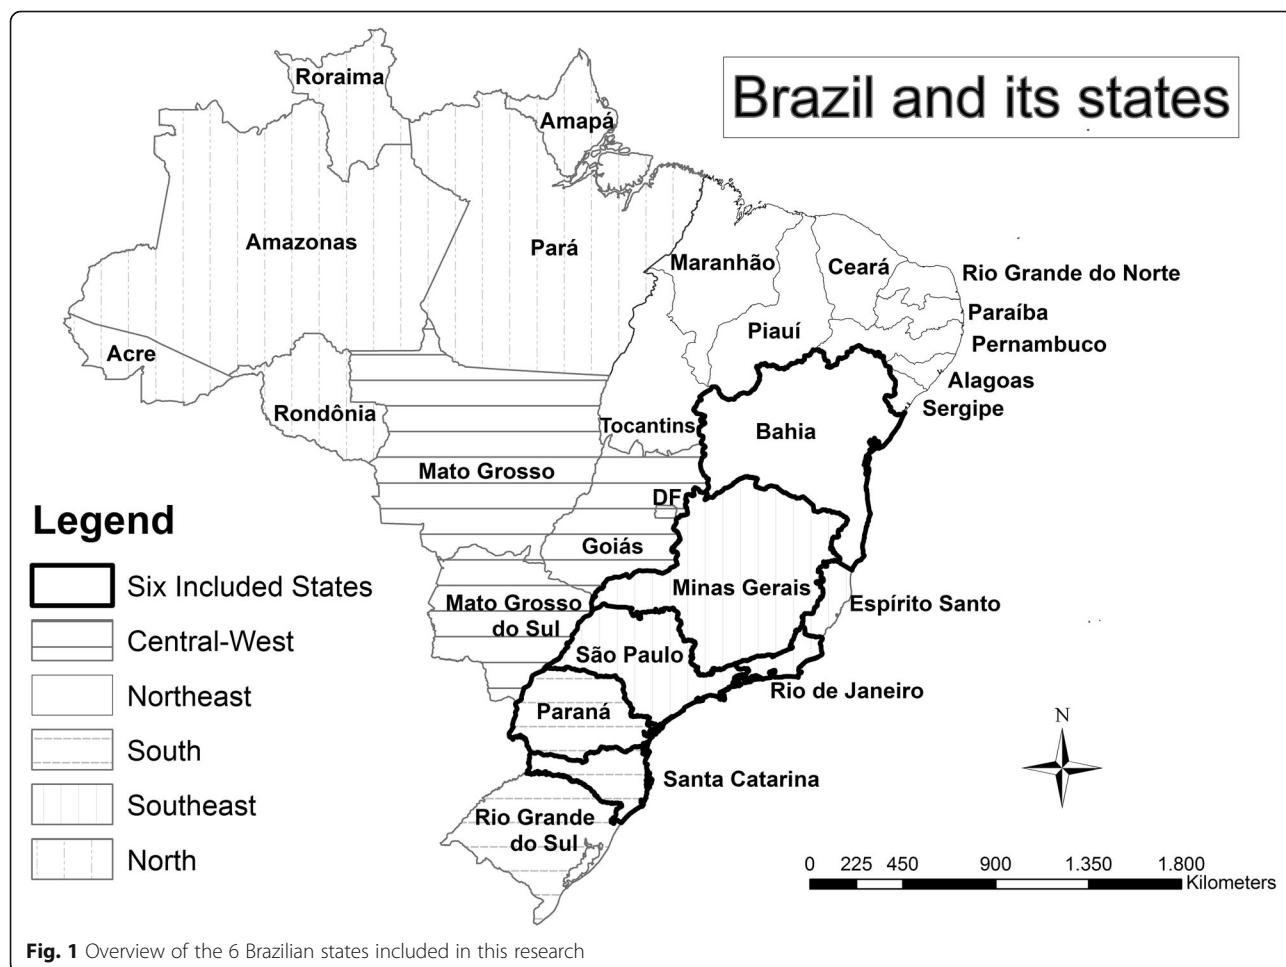 Brazil and its states
Roraima
Amapá
Amazonas
Pará
Maranhão
Ceará
Rio Grande do Norte
Paraíba
Piauí
Pernambuco
Acre
Alagoas
Sergipe
Rondônia
Tocantins
Bahia
Mato Grosso
DF
Goiás
Minas Gerais
Espírito Santo
Mato Grosso
do Sul
São Paulo
Rio de Janeiro
Paraná
Santa Catarina
Rio Grande
do Sul
Legend
Six Included States
Central-West
Northeast
South
Southeast
North
N
0 225 450 900 1.350 1.800
Kilometers
Fig. 1 Overview of the 6 Brazilian states included in this research